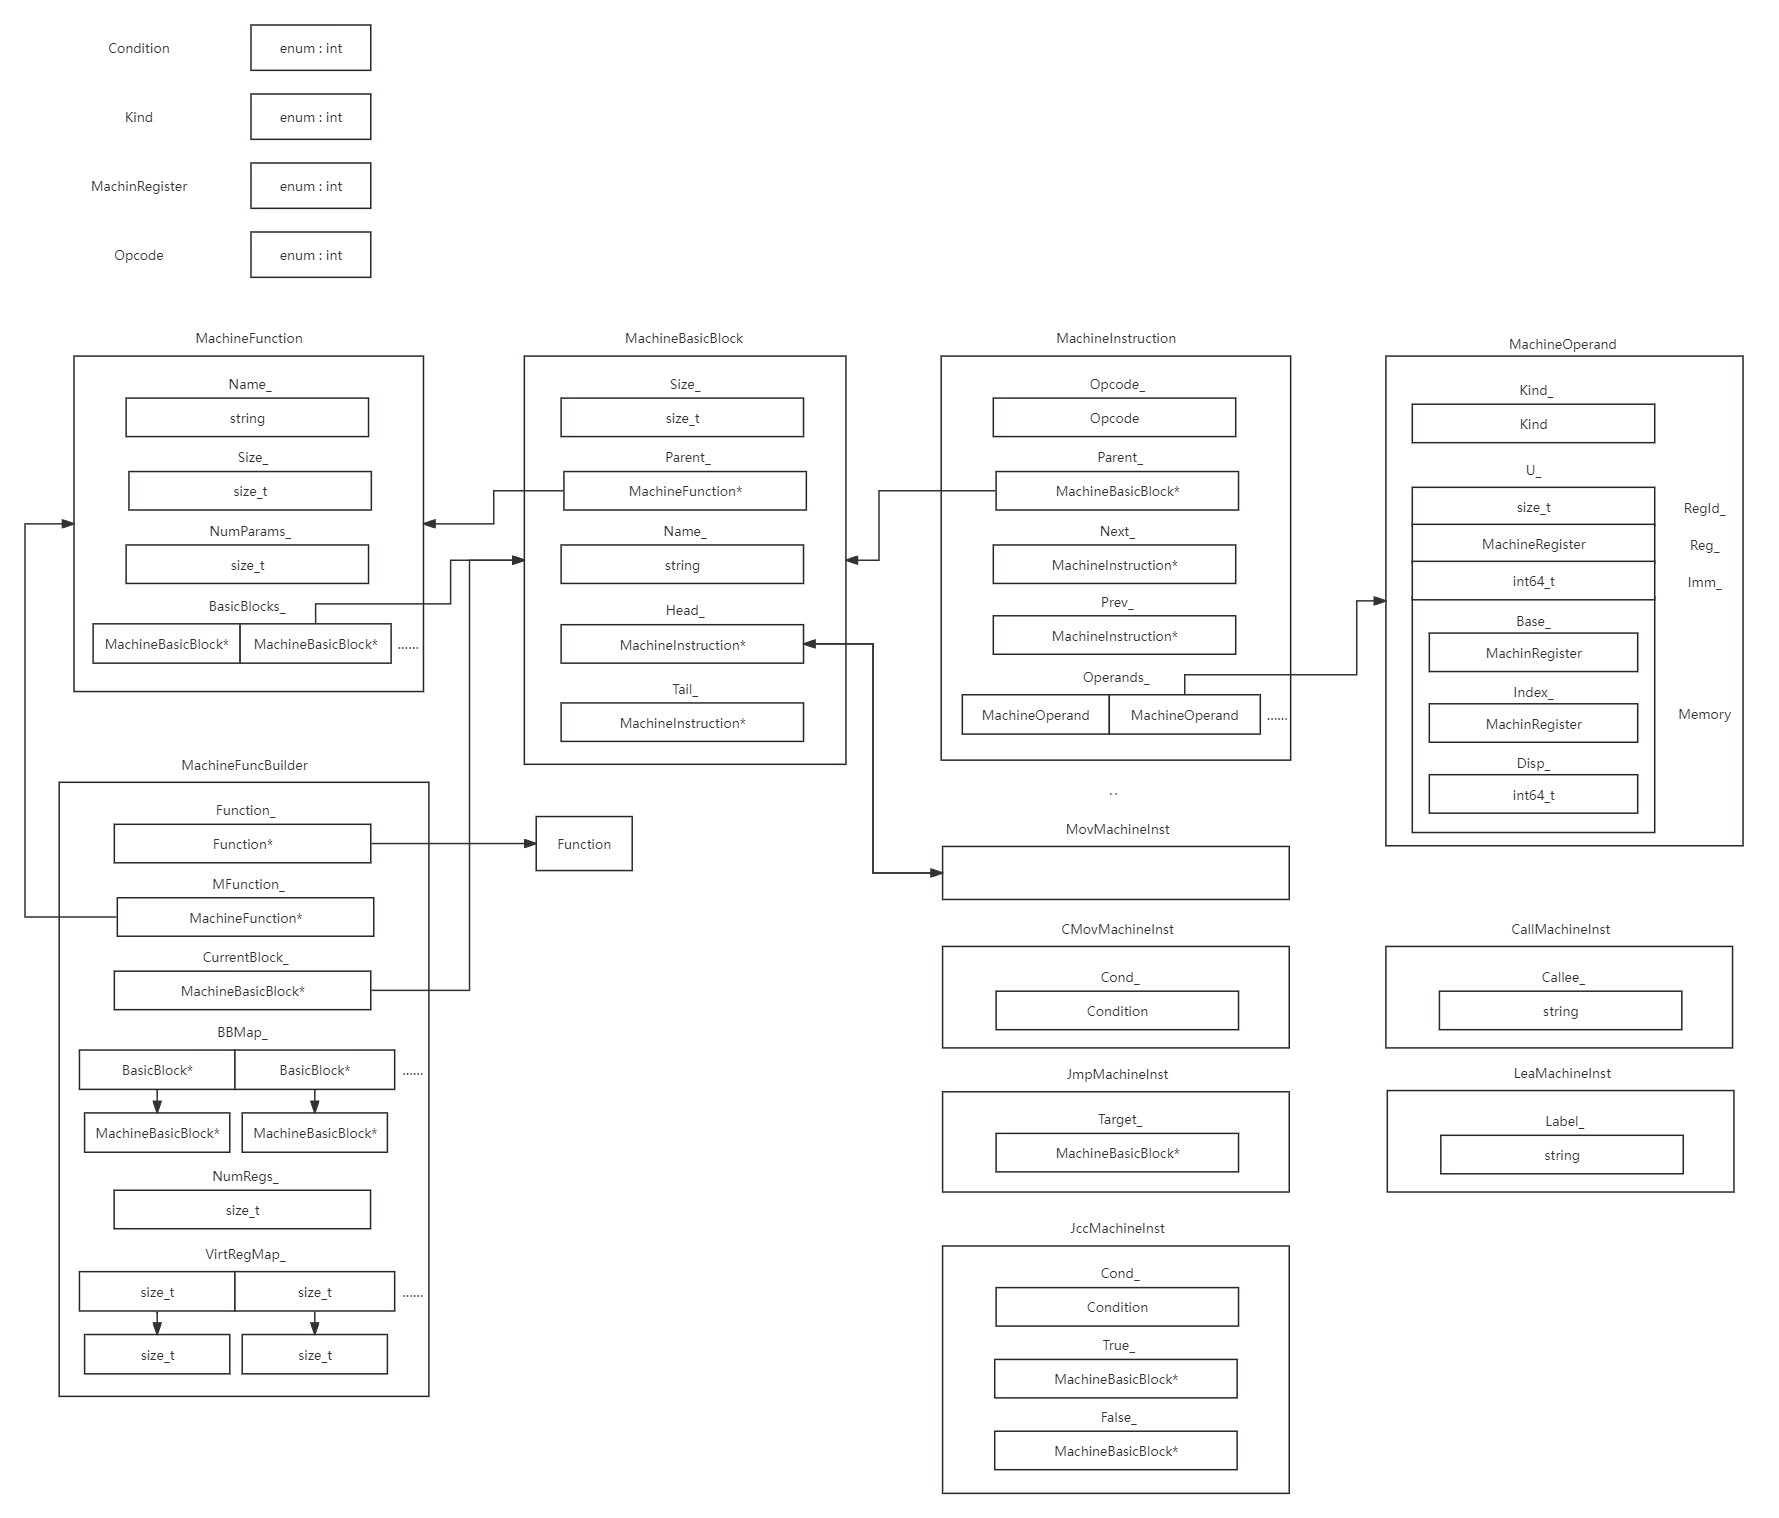 Condition
enum : int
Kind
enum : int
MachinRegister
enum : int
Opcode
enum : int
MachineFunction
Name_
string
Size_
size_t
NumParams_
size_t
BasicBlocks_
MachineBasicBlock*
MachineBasicBlock*
......
MachineBasicBlock
Size_
size_t
Parent_
MachineFunction*
Name_
string
Head_
MachineInstruction*
Tail_
MachineInstruction*
MachineInstruction
Opcode_
Opcode
Parent_
MachineBasicBlock*
Next_
MachineInstruction*
Prev_
MachineInstruction*
Operands_
MachineOperand
MachineOperand
......
MachineOperand
Kind_
Kind
U_
size_t
RegId_
MachineRegister
Reg_
int64_t
Imm_
Base_
MachinRegister
Index_
MachinRegister
Memory
Disp_
int64_t
MachineFuncBuilder
Function_
Function*
Function
MFunction_
MachineFunction*
CurrentBlock_
MachineBasicBlock*
BBMap_
BasicBlock*
BasicBlock*
......
MachineBasicBlock*
MachineBasicBlock*
NumRegs_
size_t
VirtRegMap_
size_t
size_t
......
size_t
size_t
..
MovMachineInst
CMovMachineInst
Cond_
Condition
CallMachineInst
Callee_
string
JmpMachineInst
Target_
MachineBasicBlock*
LeaMachineInst
Label_
string
JccMachineInst
Cond_
Condition
True_
MachineBasicBlock*
False_
MachineBasicBlock*